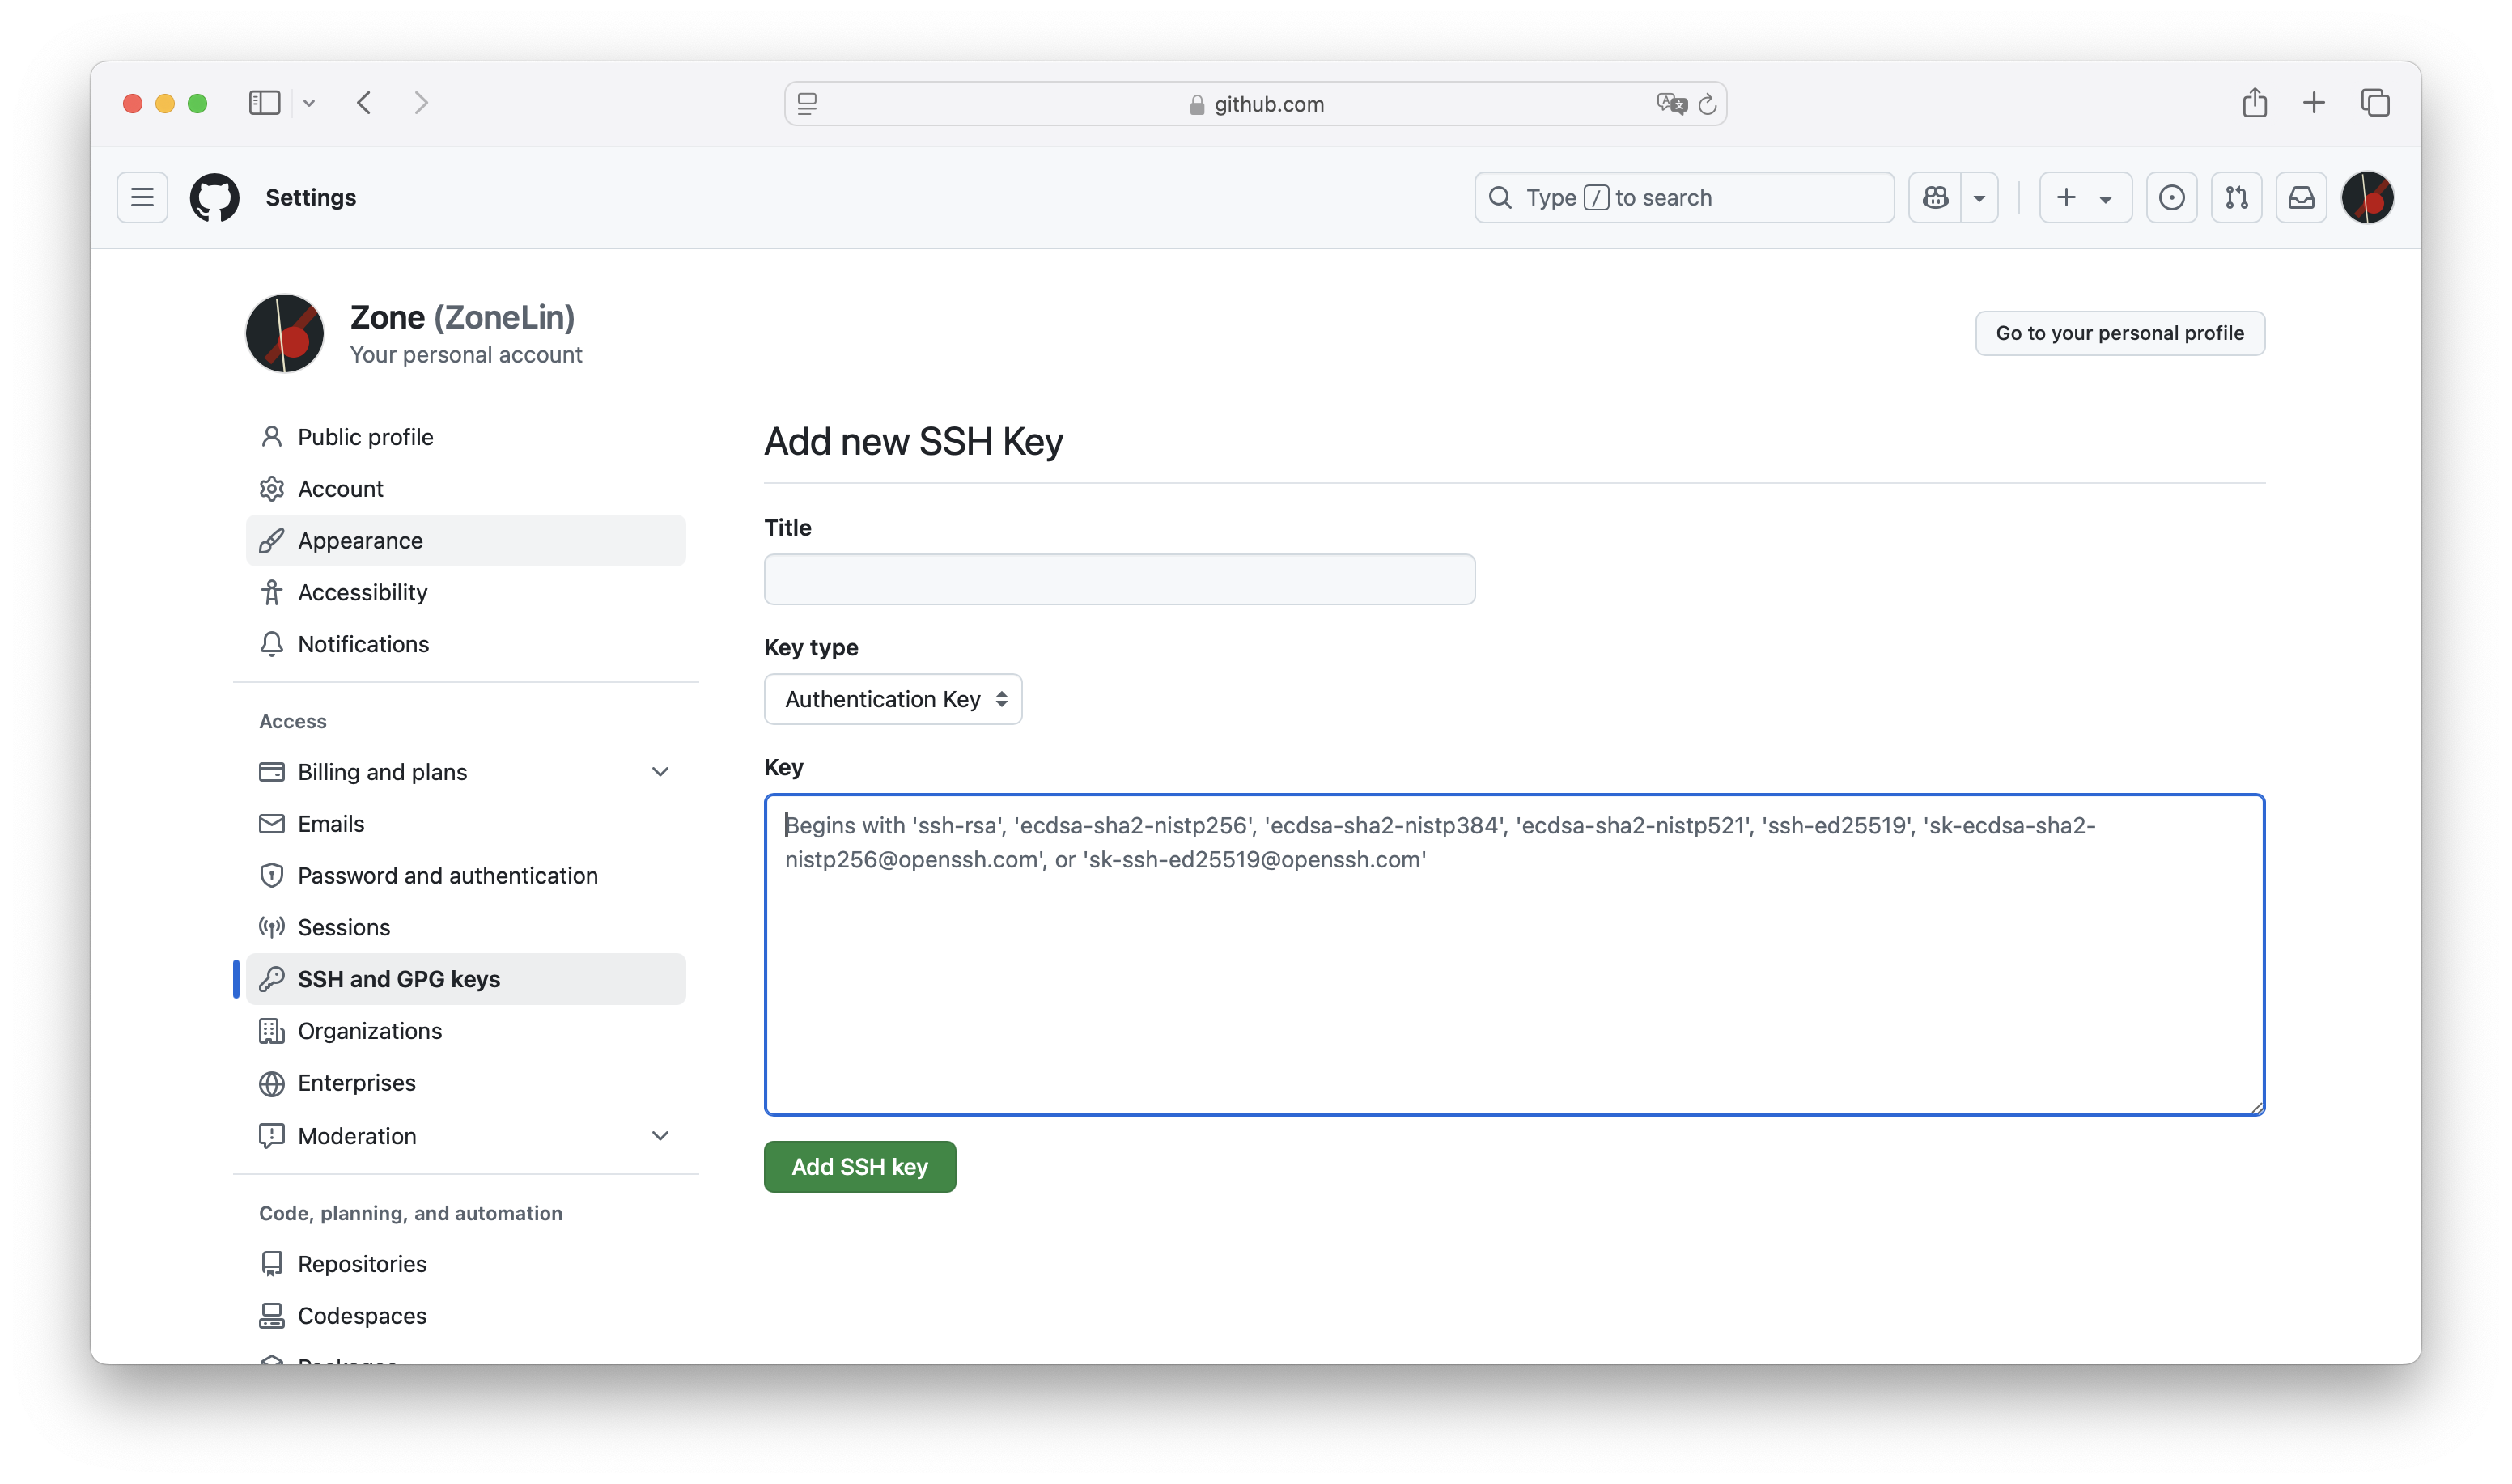 github.com
Settings
Type / to search
Zone (ZoneLin)
Your personal account
Go to your personal profile
Public profile
Account
Appearance
Accessibility
Notifications
Access
Billing and plans
Emails
Password and authentication
Sessions
SSH and GPG keys
Organizations
Enterprises
Moderation
Code, planning, and automation
Repositories
Codespaces
Add new SSH Key
Title
Key type
Authentication Key
Key
Begins with 'ssh-rsa', 'ecdsa-sha2-nistp256', 'ecdsa-sha2-nistp384', 'ecdsa-sha2-nistp521', 'ssh-ed25519', 'sk-ecdsa-sha2-
nistp256@openssh.com', or 'sk-ssh-ed25519@openssh.com'
Add SSH key